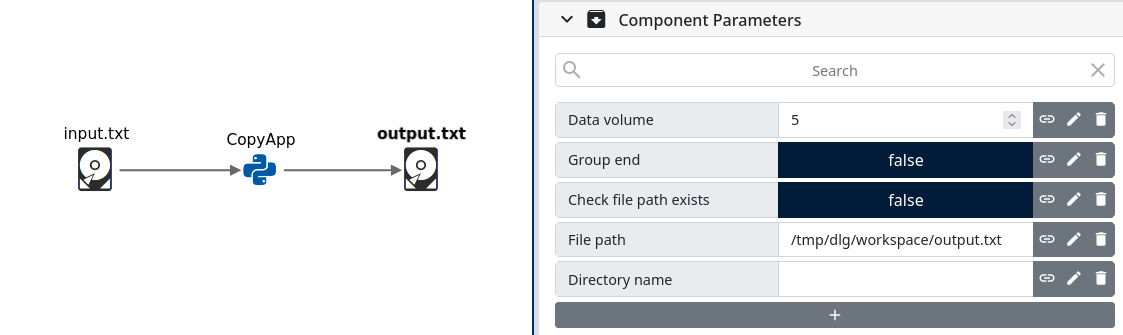 input.txt
CopyApp
output.txt
Component Parameters
Search
Data volume 5
Group end false
Check file path exists false
File path /tmp/dlg/workspace/output.txt
Directory name
+